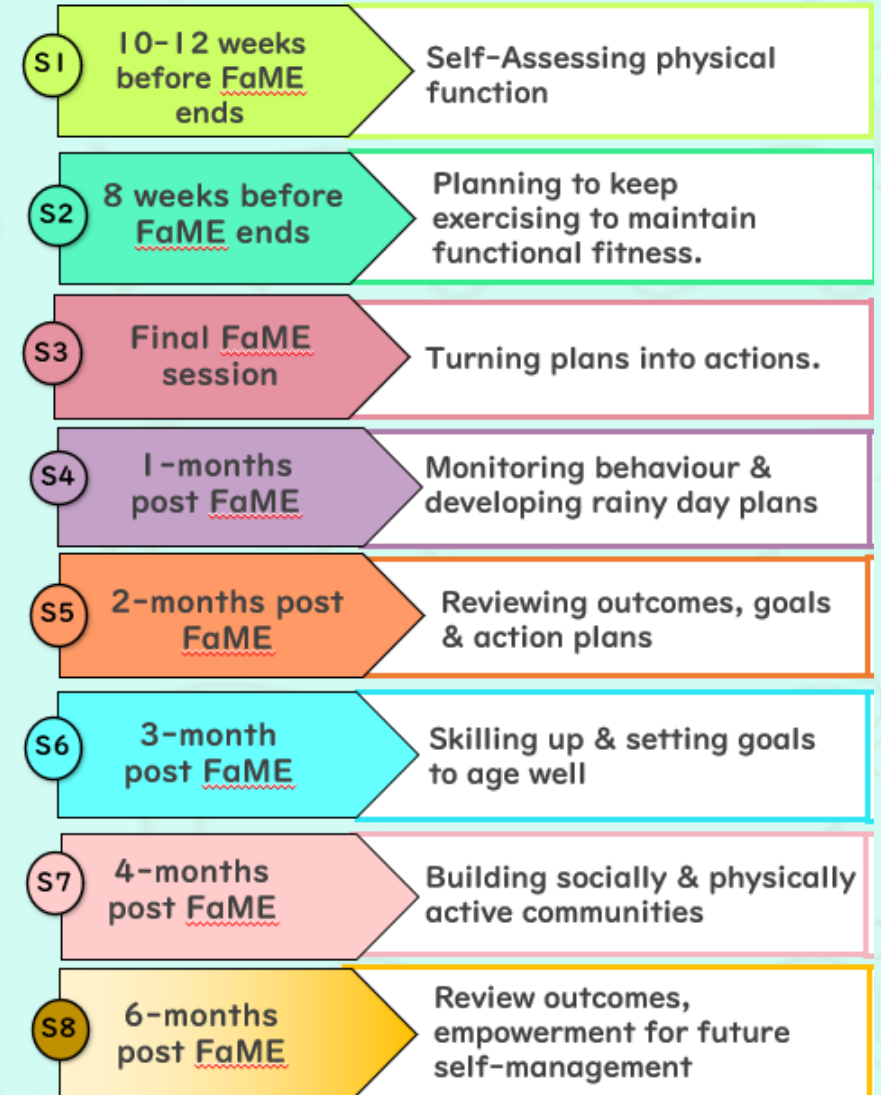 S1
10-12 weeks
before FaME
ends
Self-Assessing physical
function
S2
8 weeks before
FaME ends
Planning to keep
exercising to maintain
functional fitness.
S3
Final FaME
session
Turning plans into actions.
S4
1-months
post FaME
Monitoring behaviour &
developing rainy day plans
S5
2-months post
FaME
Reviewing outcomes, goals
& action plans
S6
3-month
post FaME
Skilling up & setting goals
to age well
S7
4-months
post FaME
Building socially & physically
active communities
S8
6-months
post FaME
Review outcomes,
empowerment for future
self-management